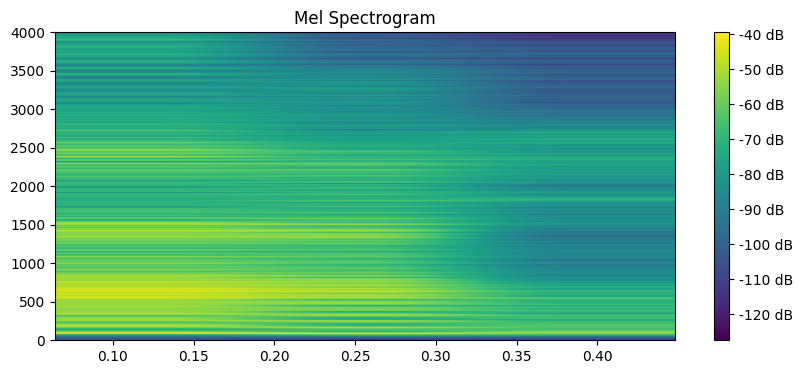 Mel Spectrogram
4000
3500
3000
2500
2000
1500
1000
500
0
0.10 0.15 0.20 0.25 0.30 0.35 0.40
-40 dB
-50 dB
-60 dB
-70 dB
-80 dB
-90 dB
-100 dB
-110 dB
-120 dB